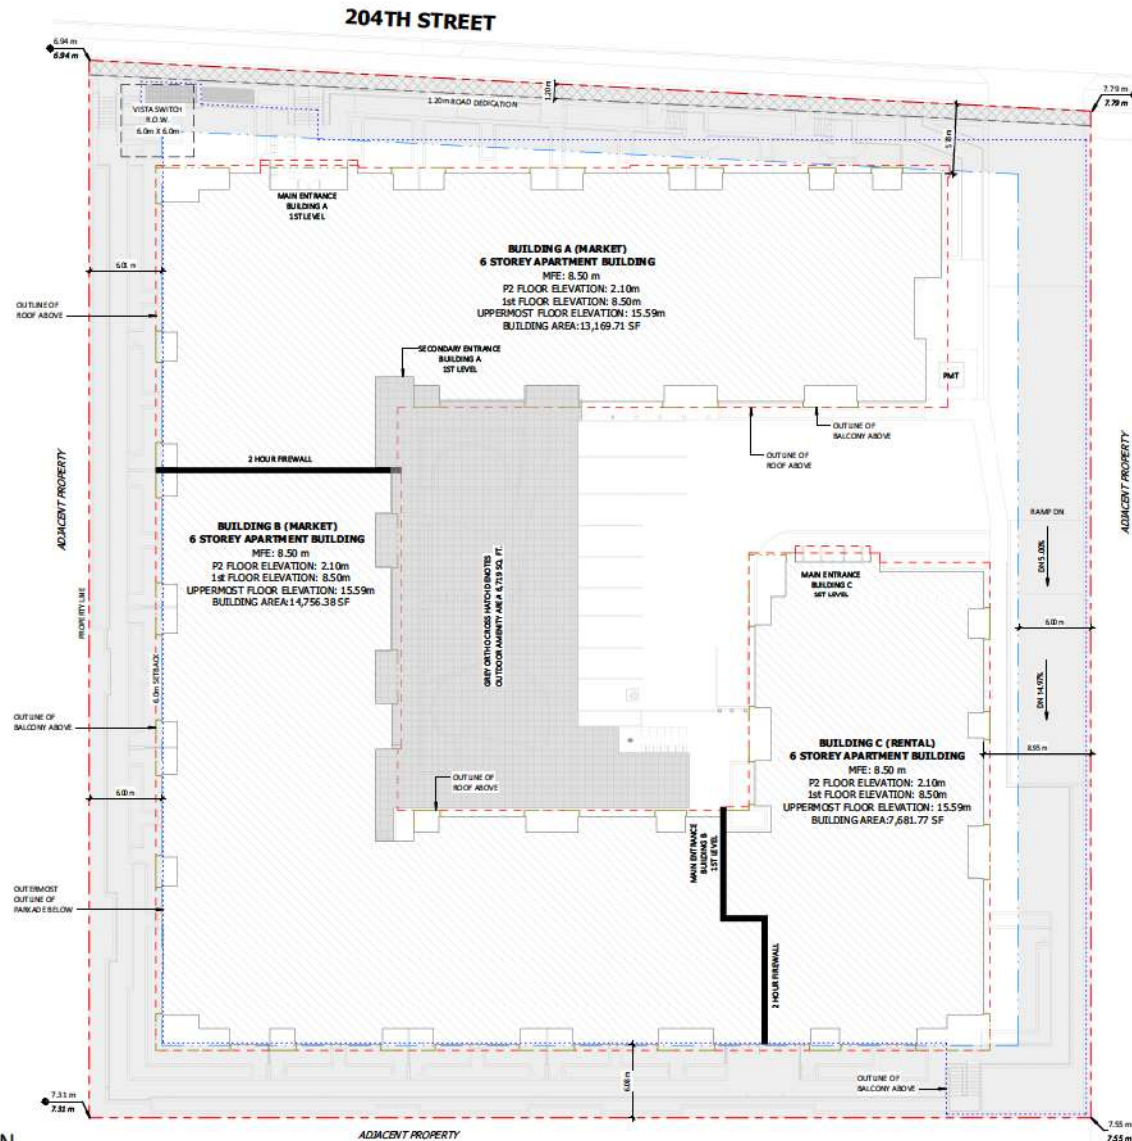 204TH STREET
6.94 m
6.94 m
7.79 m
7.79 m
VISTA SWITCH
R.O.W.
6.0m X 6.0m
1.20m ROAD DEDICATION
1.20 m
MAIN ENTRANCE
BUILDING A
1ST LEVEL
BUILDING A (MARKET)
6 STOREY APARTMENT BUILDING
MFE: 8.50 m
P2 FLOOR ELEVATION: 2.10m
1st FLOOR ELEVATION: 8.50m
UPPERMOST FLOOR ELEVATION: 15.59m
BUILDING AREA:13,169.71 SF
6.01 m
OUTLINE OF
ROOF ABOVE
SECONDARY ENTRANCE
BUILDING A
1ST LEVEL
PMT
OUTLINE OF
BALCONY ABOVE
OUTLINE OF
ROOF ABOVE
2 HOUR FIREWALL
ADJACENT PROPERTY
ADJACENT PROPERTY
BUILDING B (MARKET)
6 STOREY APARTMENT BUILDING
MFE: 8.50 m
P2 FLOOR ELEVATION: 2.10m
1st FLOOR ELEVATION: 8.50m
UPPERMOST FLOOR ELEVATION: 15.59m
BUILDING AREA:14,756.38 SF
GREY ORTHO CROSS HATCH DENOTES
OUTDOOR AMENITY AREA 6,719 SQ. FT.
RAMP DN
DN 5.00%
MAIN ENTRANCE
BUILDING C
1ST LEVEL
PROPERTY LINE
6.00 m
6.0m SETBACK
DN 14.97%
OUTLINE OF
BALCONY ABOVE
BUILDING C (RENTAL)
6 STOREY APARTMENT BUILDING
MFE: 8.50 m
P2 FLOOR ELEVATION: 2.10m
1st FLOOR ELEVATION: 8.50m
UPPERMOST FLOOR ELEVATION: 15.59m
BUILDING AREA:7,681.77 SF
8.95 m
OUTLINE OF
ROOF ABOVE
6.00 m
MAIN ENTRANCE
BUILDING B
1ST LEVEL
OUTERMOST
OUTLINE OF
PARKADE BELOW
2 HOUR FIREWALL
6.00 m
OUTLINE OF
BALCONY ABOVE
7.31 m
7.31 m
7.55 m
7.55 m
ADJACENT PROPERTY
N